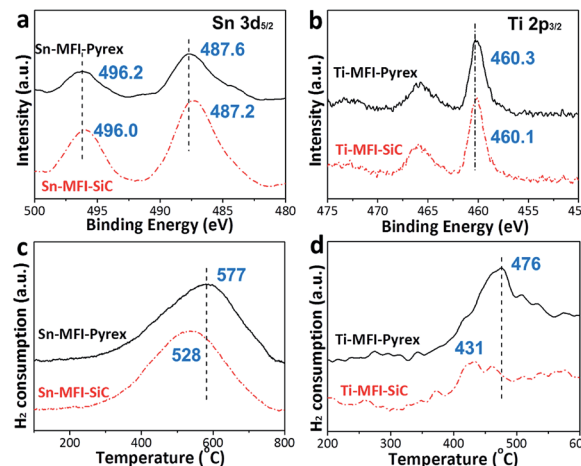 a
Sn 3d5/2
Sn-MFI-Pyrex
496.2
487.6
496.0
487.2
Sn-MFI-SiC
Intensity (a.u.)
500 495 490 485 480
Binding Energy (eV)
b
Ti 2p3/2
Ti-MFI-Pyrex
460.3
460.1
Ti-MFI-SiC
Intensity (a.u.)
475 470 465 460 455 450
Binding Energy (eV)
c
577
Sn-MFI-Pyrex
528
Sn-MFI-SiC
H2 consumption (a.u.)
200 400 600 800
Temperature (°C)
d
476
Ti-MFI-Pyrex
431
Ti-MFI-SiC
H2 consumption (a.u.)
200 300 400 500 600
Temperature (°C)